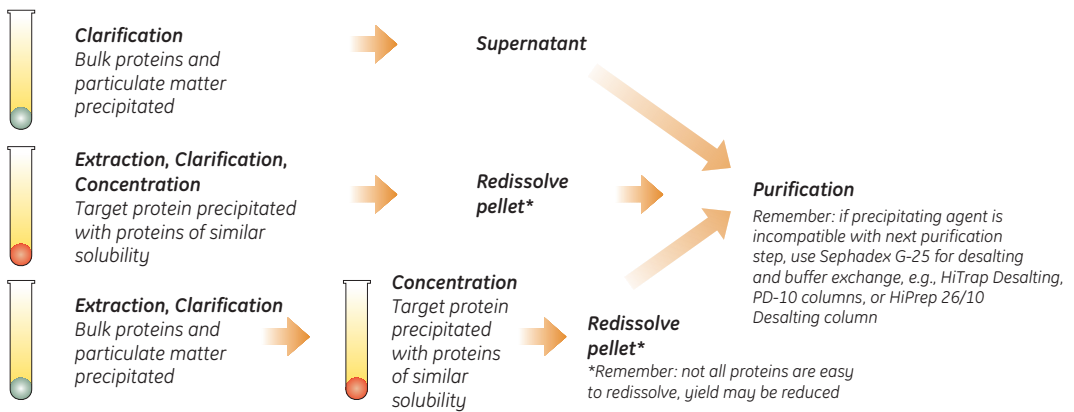 Clarification
Bulk proteins and
particulate matter
precipitated
Supernatant
Extraction, Clarification,
Concentration
Target protein precipitated
with proteins of similar
solubility
Redissolve
pellet*
Purification
Remember: if precipitating agent is
incompatible with next purification
step, use Sephadex G-25 for desalting
and buffer exchange, e.g., HiTrap Desalting,
PD-10 columns, or HiPrep 26/10
Desalting column
Extraction, Clarification
Bulk proteins and
particulate matter
precipitated
Concentration
Target protein
precipitated
with proteins
of similar
solubility
Redissolve
pellet*
*Remember: not all proteins are easy
to redissolve, yield may be reduced